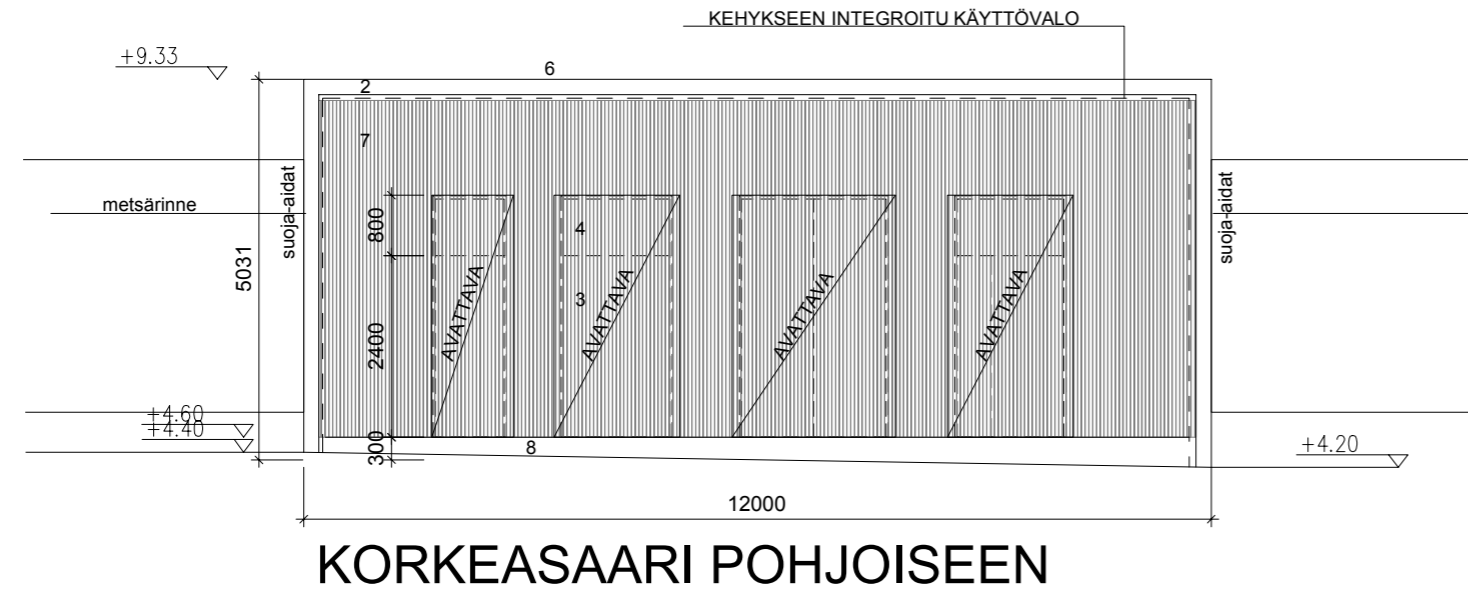 KEHYKSEEN INTEGROITU KÄYTTÖVALO
+9.33
6
2
7
suoja-aidat
metsärinne
suoja-aidat
800
4
5031
3
AVATTAVA
AVATTAVA
AVATTAVA
AVATTAVA
2400
+4.60
+4.40
300
8
+4.20
12000
KORKEASAARI POHJOISEEN